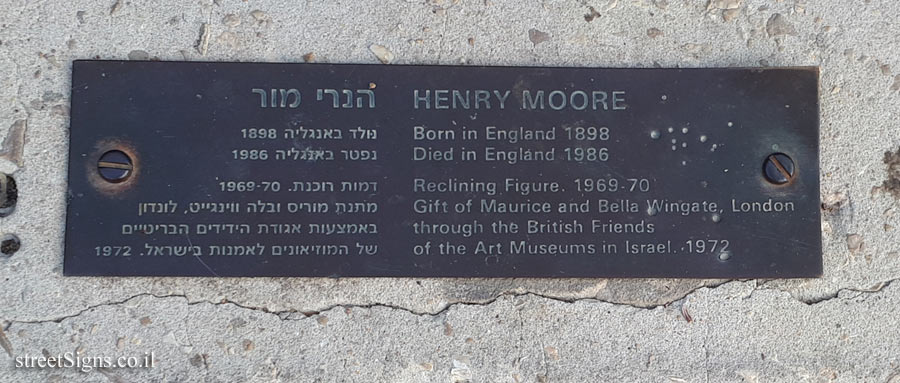 הנרי מור
נולד באנגליה 1898
נפטר באנגליה 1986
דמות רוכנת. 1969-70
מתנת מוריס ובלה ווינגייט, לונדון
באמצעות אגודת הידידים הבריטיים
של המוזיאונים לאמנות בישראל. 1972
HENRY MOORE
Born in England 1898
Died in England 1986
Reclining Figure. 1969-70
Gift of Maurice and Bella Wingate, London
through the British Friends
of the Art Museums in Israel. 1972
streetSigns.co.il